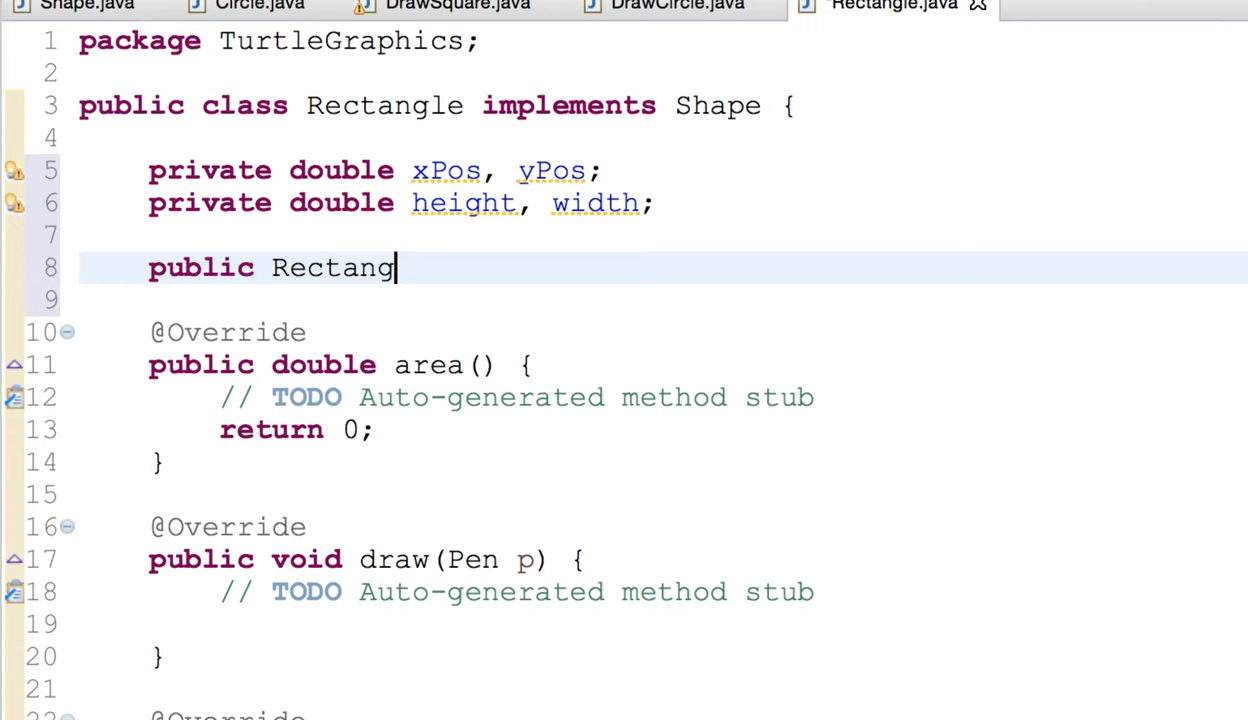 Shape.java Circle.java DrawSquare.java DrawCircle.java *Rectangle.java
1 package TurtleGraphics;
2
3 public class Rectangle implements Shape {
4
5 private double xPos, yPos;
6 private double height, width;
7
8 public Rectang
9
10 @Override
11 public double area() {
12 // TODO Auto-generated method stub
13 return 0;
14 }
15
16 @Override
17 public void draw(Pen p) {
18 // TODO Auto-generated method stub
19
20 }
21
22 @Override